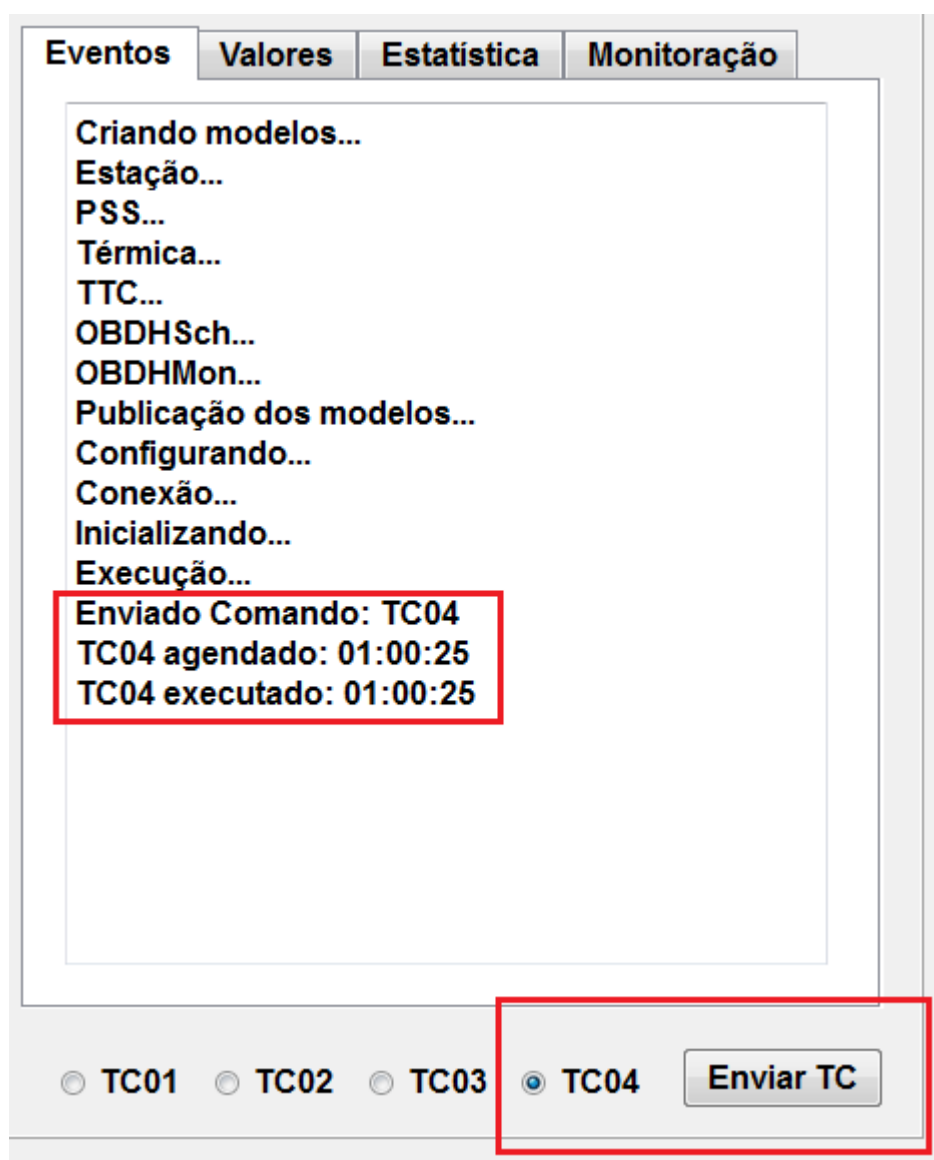 Eventos Valores Estatística Monitoração
Criando modelos...
Estação...
PSS...
Térmica...
TTC...
OBDHSch...
OBDHMon...
Publicação dos modelos...
Configurando...
Conexão...
Inicializando...
Execução...
Enviado Comando: TC04
TC04 agendado: 01:00:25
TC04 executado: 01:00:25
TC01 TC02 TC03 TC04 Enviar TC